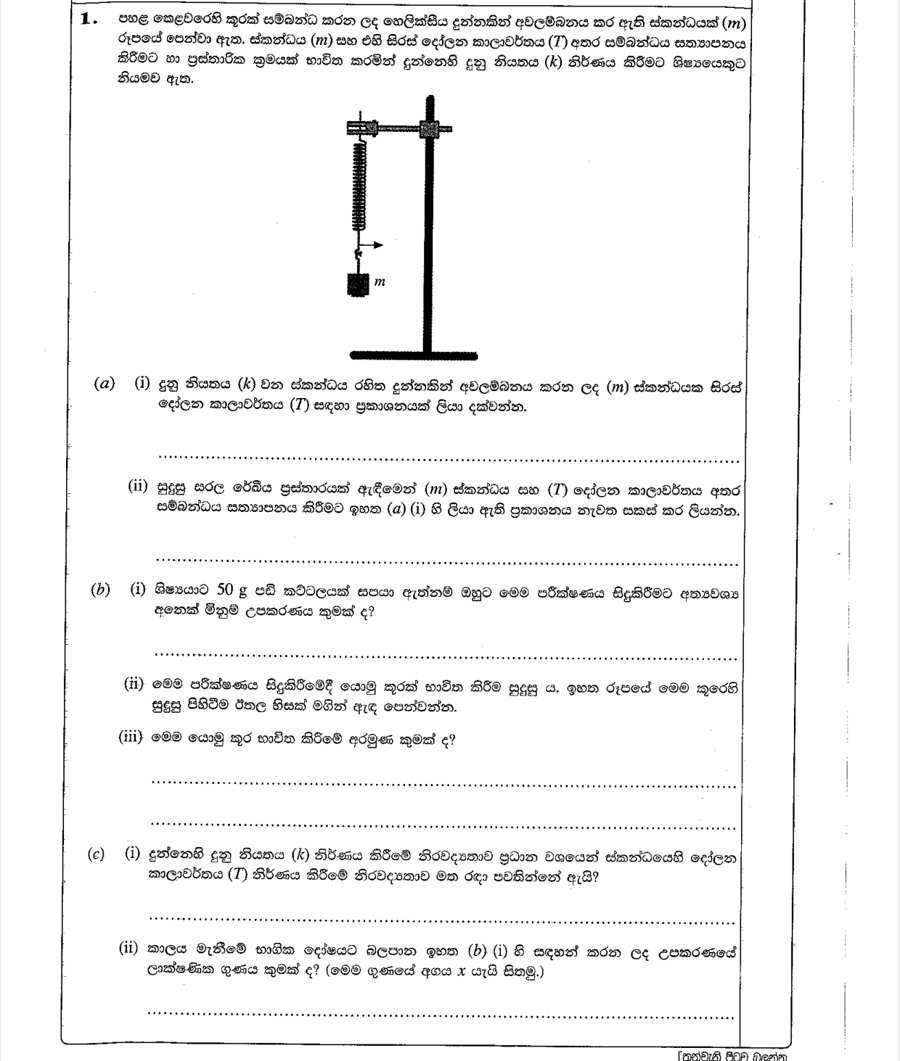 1. පහළ කෙළවරෙහි කූරක් සම්බන්ධ කරන ලද හෙලික්සීය දුන්නකින් අවලම්බනය කර ඇති ස්කන්ධයක් (m)
රූපයේ පෙන්වා ඇත. ස්කන්ධය (m) සහ එහි සිරස් දෝලන කාලාවර්තය (T) අතර සම්බන්ධය සත්‍යාපනය
කිරීමට හා ප්‍රස්තාරික ක්‍රමයක් භාවිත කරමින් දුන්නෙහි දුනු නියතය (k) නිර්ණය කිරීමට ශිෂ්‍යයෙකුට
නියමව ඇත.
m
(a) (i) දුනු නියතය (k) වන ස්කන්ධය රහිත දුන්නකින් අවලම්බනය කරන ලද (m) ස්කන්ධයක සිරස්
දෝලන කාලාවර්තය (T) සඳහා ප්‍රකාශනයක් ලියා දක්වන්න.
(ii) සුදුසු සරල රේඛීය ප්‍රස්තාරයක් ඇඳීමෙන් (m) ස්කන්ධය සහ (T) දෝලන කාලාවර්තය අතර
සම්බන්ධය සත්‍යාපනය කිරීමට ඉහත (a) (i) හි ලියා ඇති ප්‍රකාශනය නැවත සකස් කර ලියන්න.
(b) (i) ශිෂ්‍යයාට 50 g පඩි කට්ටලයක් සපයා ඇත්නම් ඔහුට මෙම පරීක්ෂණය සිදුකිරීමට අත්‍යවශ්‍ය
අනෙක් මිනුම් උපකරණය කුමක් ද?
(ii) මෙම පරීක්ෂණය සිදුකිරීමේදී යොමු කූරක් භාවිත කිරීම සුදුසු ය. ඉහත රූපයේ මෙම කූරෙහි
සුදුසු පිහිටීම ඊතල හිසක් මගින් ඇඳ පෙන්වන්න.
(iii) මෙම යොමු කූර භාවිත කිරීමේ අරමුණ කුමක් ද?
(c) (i) දුන්නෙහි දුනු නියතය (k) නිර්ණය කිරීමේ නිරවද්‍යතාව ප්‍රධාන වශයෙන් ස්කන්ධයෙහි දෝලන
කාලාවර්තය (T) නිර්ණය කිරීමේ නිරවද්‍යතාව මත රඳා පවතින්නේ ඇයි?
(ii) කාලය මැනීමේ භාගික දෝෂයට බලපාන ඉහත (b) (i) හි සඳහන් කරන ලද උපකරණයේ
ලාක්ෂණික ගුණය කුමක් ද? (මෙම ගුණයේ අගය x යැයි සිතමු.)
[තුන්වැනි පිටුව බලන්න